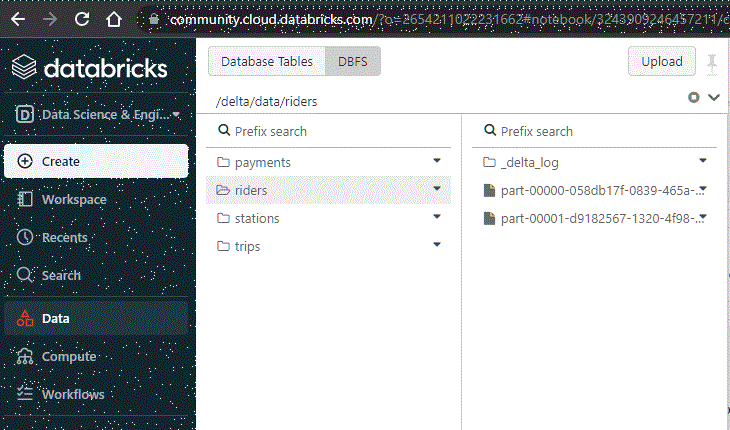 community.cloud.databricks.com/?o=2654211022231662#notebook/3243909246457211/c
databricks
Database Tables
DBFS
Upload
D
Data Science & Engi...
/delta/data/riders
Create
Workspace
Recents
Search
Data
Compute
Workflows
Prefix search
payments
riders
stations
trips
Prefix search
_delta_log
part-00000-058db17f-0839-465a-...
part-00001-d9182567-1320-4f98-...